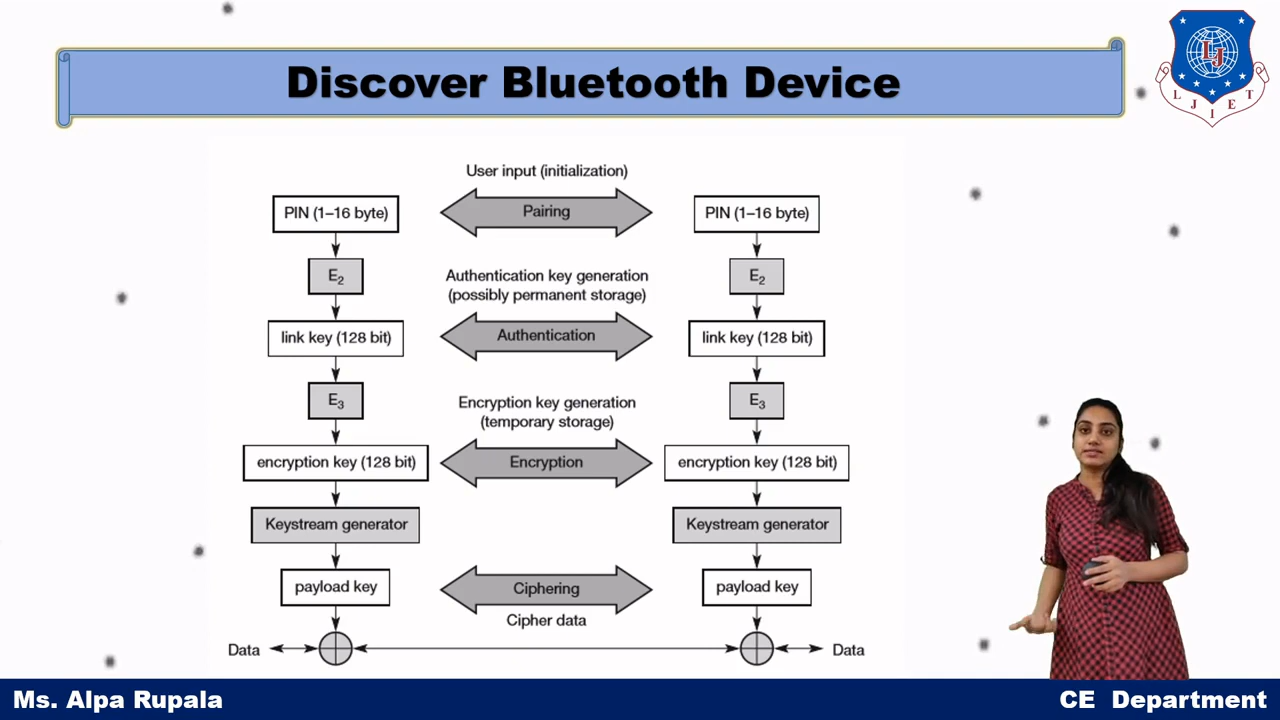 Discover Bluetooth Device
LJ
LJIET
User input (initialization)
PIN (1–16 byte)
Pairing
PIN (1–16 byte)
E2
Authentication key generation
(possibly permanent storage)
E2
link key (128 bit)
Authentication
link key (128 bit)
E3
Encryption key generation
(temporary storage)
E3
encryption key (128 bit)
Encryption
encryption key (128 bit)
Keystream generator
Keystream generator
payload key
Ciphering
payload key
Cipher data
Data
Data
Ms. Alpa Rupala
CE Department